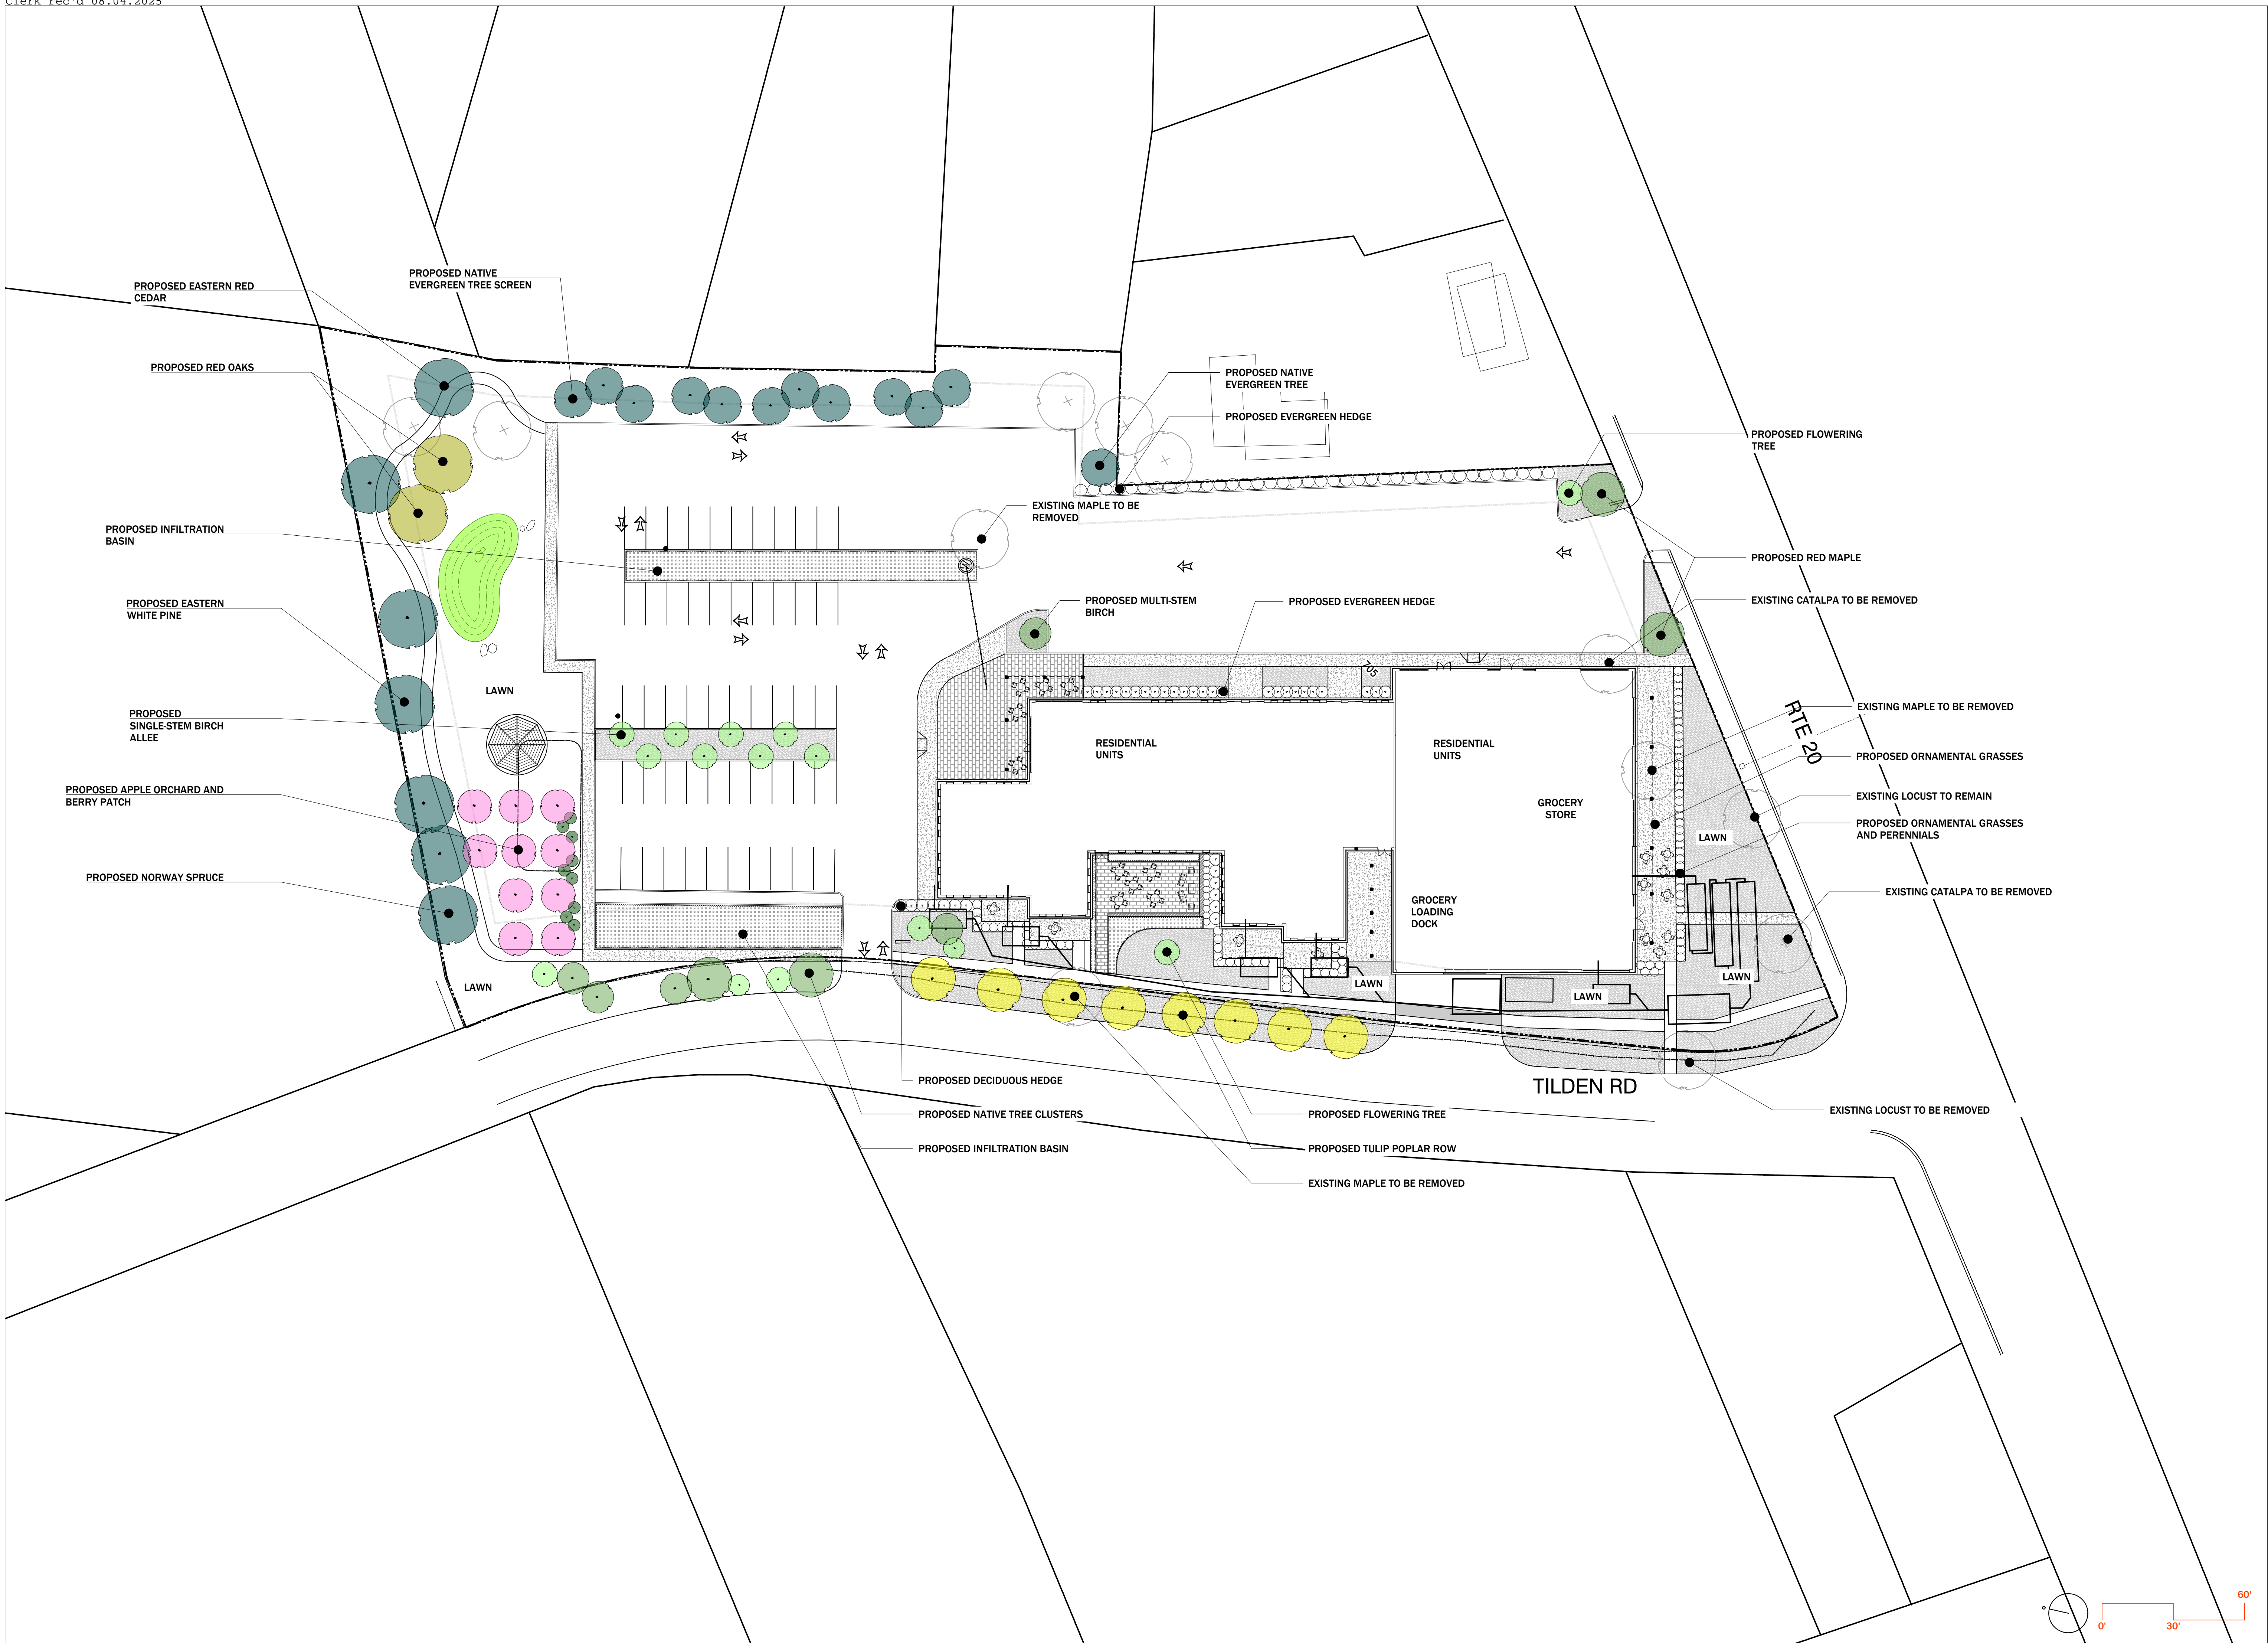 Clerk rec'd 08.04.2025
PROPOSED EASTERN RED
CEDAR
PROPOSED NATIVE
EVERGREEN TREE SCREEN
PROPOSED RED OAKS
PROPOSED NATIVE
EVERGREEN TREE
PROPOSED EVERGREEN HEDGE
PROPOSED FLOWERING
TREE
EXISTING MAPLE TO BE
REMOVED
PROPOSED INFILTRATION
BASIN
PROPOSED RED MAPLE
PROPOSED EASTERN
WHITE PINE
PROPOSED MULTI-STEM
BIRCH
PROPOSED EVERGREEN HEDGE
EXISTING CATALPA TO BE REMOVED
705
LAWN
PROPOSED
SINGLE-STEM BIRCH
ALLEE
RESIDENTIAL
UNITS
RESIDENTIAL
UNITS
RTE 20
EXISTING MAPLE TO BE REMOVED
PROPOSED ORNAMENTAL GRASSES
PROPOSED APPLE ORCHARD AND
BERRY PATCH
GROCERY
STORE
EXISTING LOCUST TO REMAIN
PROPOSED ORNAMENTAL GRASSES
AND PERENNIALS
LAWN
PROPOSED NORWAY SPRUCE
EXISTING CATALPA TO BE REMOVED
GROCERY
LOADING
DOCK
LAWN
LAWN
LAWN
LAWN
PROPOSED DECIDUOUS HEDGE
TILDEN RD
PROPOSED NATIVE TREE CLUSTERS
PROPOSED FLOWERING TREE
EXISTING LOCUST TO BE REMOVED
PROPOSED INFILTRATION BASIN
PROPOSED TULIP POPLAR ROW
EXISTING MAPLE TO BE REMOVED
60'
0'
30'